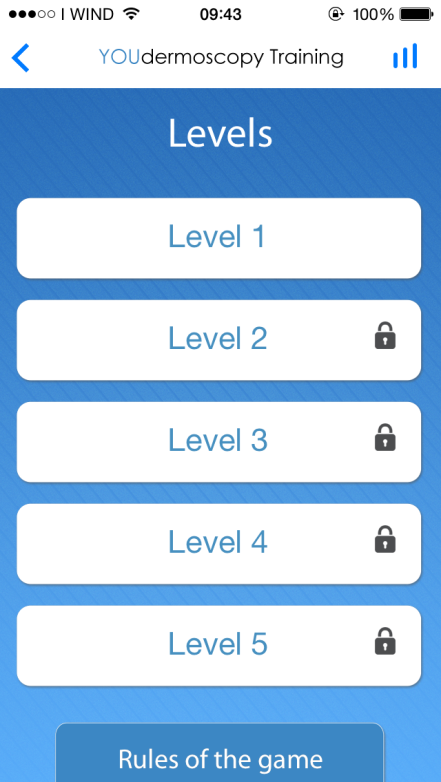 I WIND 09:43 100%
YOUdermoscopy Training
Levels
Level 1
Level 2
Level 3
Level 4
Level 5
Rules of the game